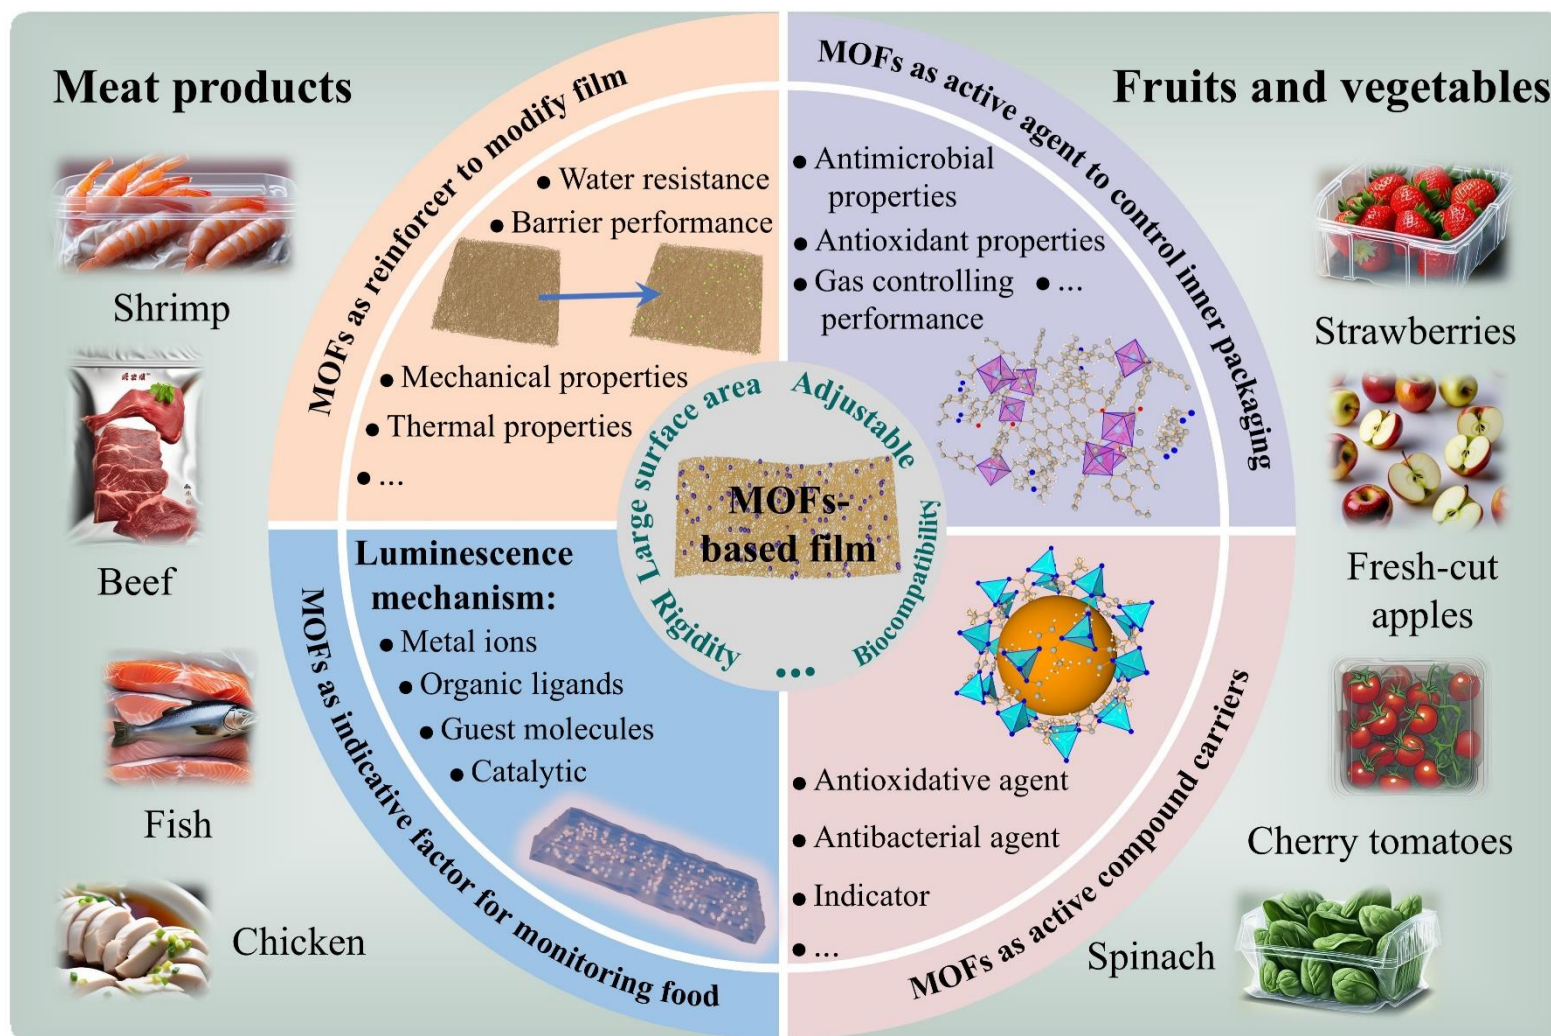 Meat products
Shrimp
Beef
Fish
Chicken
MOFs as reinforcer to modify film
• Water resistance
• Barrier performance
• Mechanical properties
• Thermal properties
• ...
MOFs as active agent to control inner packaging
• Antimicrobial
properties
• Antioxidant properties
• Gas controlling • ...
performance
Large surface area
Adjustable
MOFs-
based film
Rigidity
...
Biocompatibility
Luminescence
mechanism:
• Metal ions
• Organic ligands
• Guest molecules
• Catalytic
MOFs as indicative factor for monitoring food
• Antioxidative agent
• Antibacterial agent
• Indicator
• ...
MOFs as active compound carriers
Fruits and vegetables
Strawberries
Fresh-cut
apples
Cherry tomatoes
Spinach